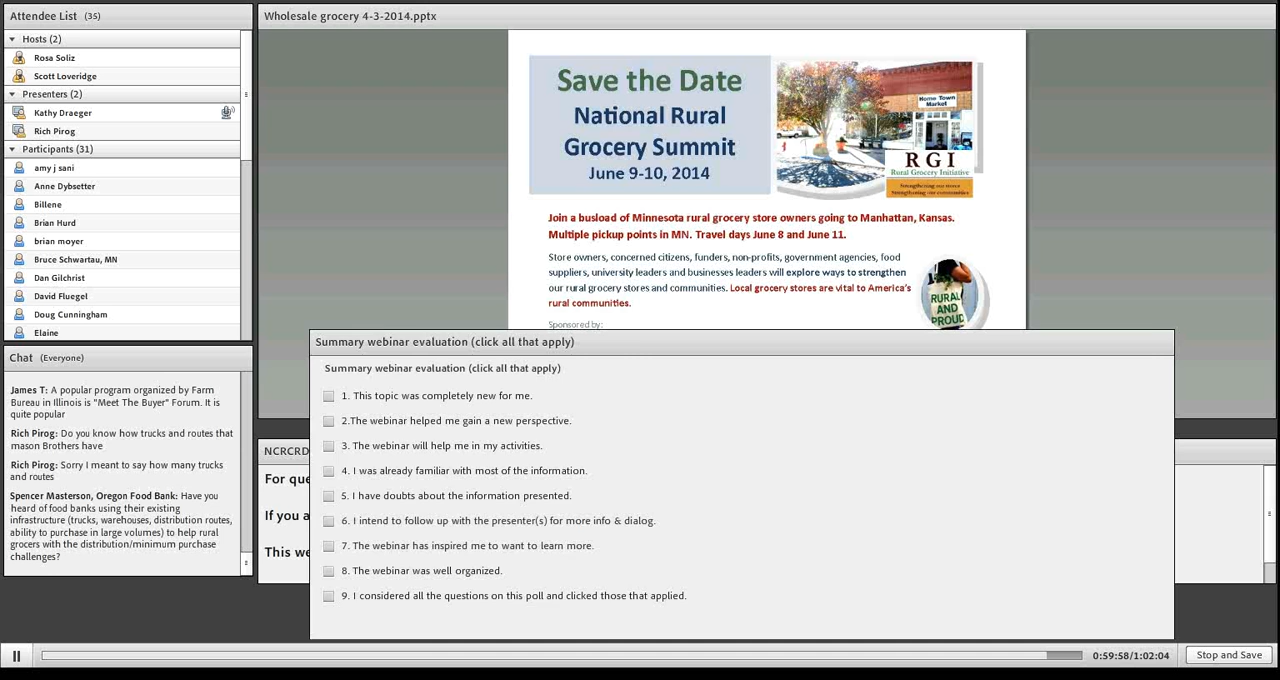 Attendee List (35)
Hosts (2)
Rosa Soliz
Scott Loveridge
Presenters (2)
Kathy Draeger
Rich Pirog
Participants (31)
amy j sani
Anne Dybsetter
Billene
Brian Hurd
brian moyer
Bruce Schwartau, MN
Dan Gilchrist
David Fluegel
Doug Cunningham
Elaine
Chat (Everyone)
James T: A popular program organized by Farm
Bureau in Illinois is "Meet The Buyer" Forum. It is
quite popular
Rich Pirog: Do you know how trucks and routes that
mason Brothers have
Rich Pirog: Sorry I meant to say how many trucks
and routes
Spencer Masterson, Oregon Food Bank: Have you
heard of food banks using their existing
infrastructure (trucks, warehouses, distribution routes,
ability to purchase in large volumes) to help rural
grocers with the distribution/minimum purchase
challenges?
Wholesale grocery 4-3-2014.pptx
Save the Date
National Rural
Grocery Summit
June 9-10, 2014
Home Town
Market
RGI
Rural Grocery Initiative
Strengthening our stores
Strengthening our communities
Join a busload of Minnesota rural grocery store owners going to Manhattan, Kansas.
Multiple pickup points in MN. Travel days June 8 and June 11.
Store owners, concerned citizens, funders, non-profits, government agencies, food
suppliers, university leaders and businesses leaders will explore ways to strengthen
our rural grocery stores and communities. Local grocery stores are vital to America's
rural communities.
RURAL
AND
PROUD
Sponsored by:
NCRCRD
For que
If you a
This we
Summary webinar evaluation (click all that apply)
Summary webinar evaluation (click all that apply)
1. This topic was completely new for me.
2.The webinar helped me gain a new perspective.
3. The webinar will help me in my activities.
4. I was already familiar with most of the information.
5. I have doubts about the information presented.
6. I intend to follow up with the presenter(s) for more info & dialog.
7. The webinar has inspired me to want to learn more.
8. The webinar was well organized.
9. I considered all the questions on this poll and clicked those that applied.
0:59:58/1:02:04
Stop and Save